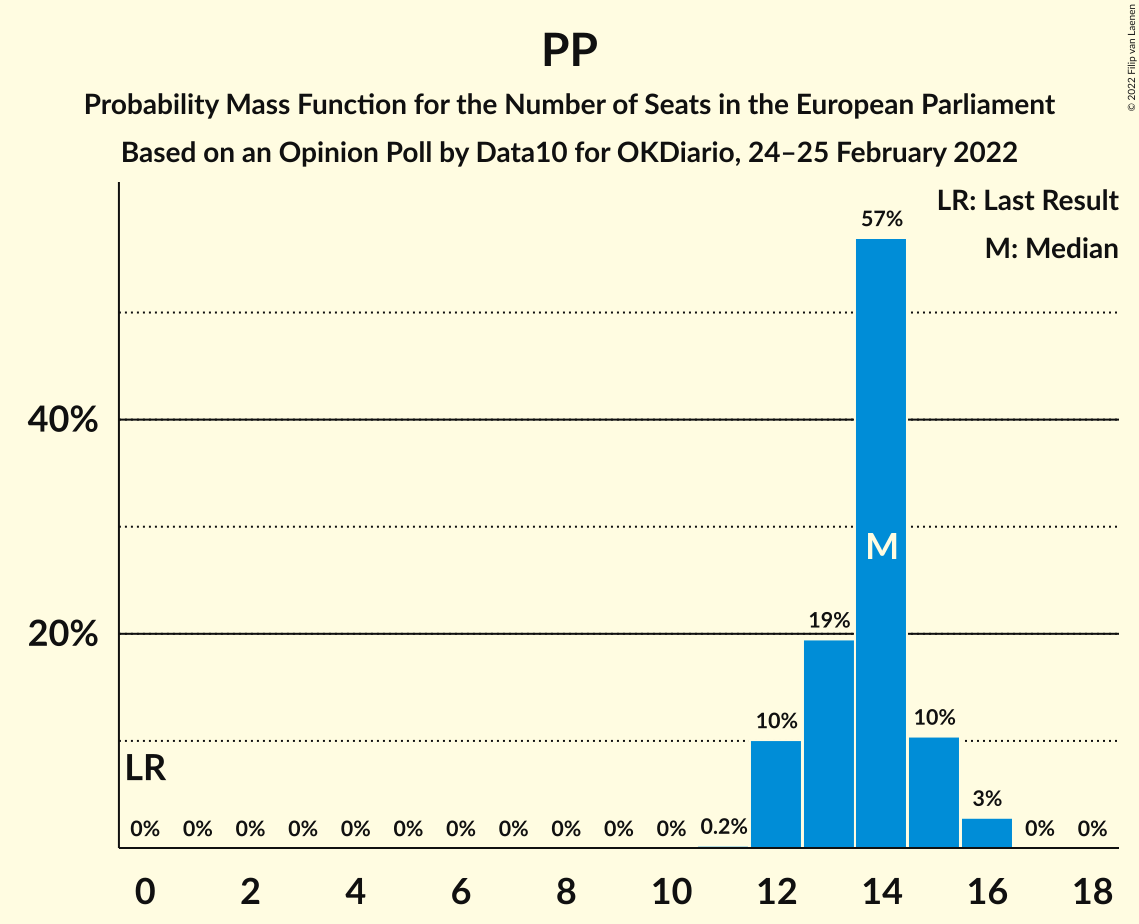 PP
Probability Mass Function for the Number of Seats in the European Parliament
Based on an Opinion Poll by Data10 for OKDiario, 24–25 February 2022
© 2022 Filip van Laenen
LR: Last Result
M: Median
57%
40%
M
19%
20%
10%
10%
LR
3%
0% 0% 0% 0% 0% 0% 0% 0% 0% 0% 0% 0.2% 0% 0%
0 2 4 6 8 10 12 14 16 18